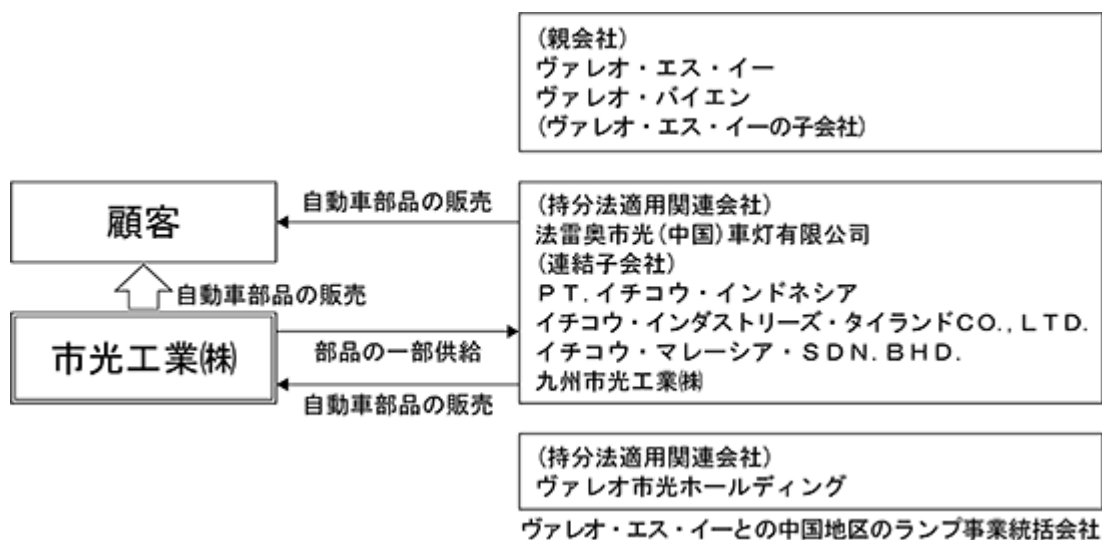 (親会社)
ヴァレオ・エス・イー
ヴァレオ・バイエン
(ヴァレオ・エス・イーの子会社)
顧客
自動車部品の販売
(持分法適用関連会社)
法雷奥市光(中国)車灯有限公司
(連結子会社)
ＰＴ.イチコウ・インドネシア
イチコウ・インダストリーズ・タイランドCO.,ＬＴＤ.
イチコウ・マレーシア・ＳＤＮ.ＢＨＤ.
九州市光工業㈱
自動車部品の販売
市光工業㈱
部品の一部供給
自動車部品の販売
(持分法適用関連会社)
ヴァレオ市光ホールディング
ヴァレオ・エス・イーとの中国地区のランプ事業統括会社